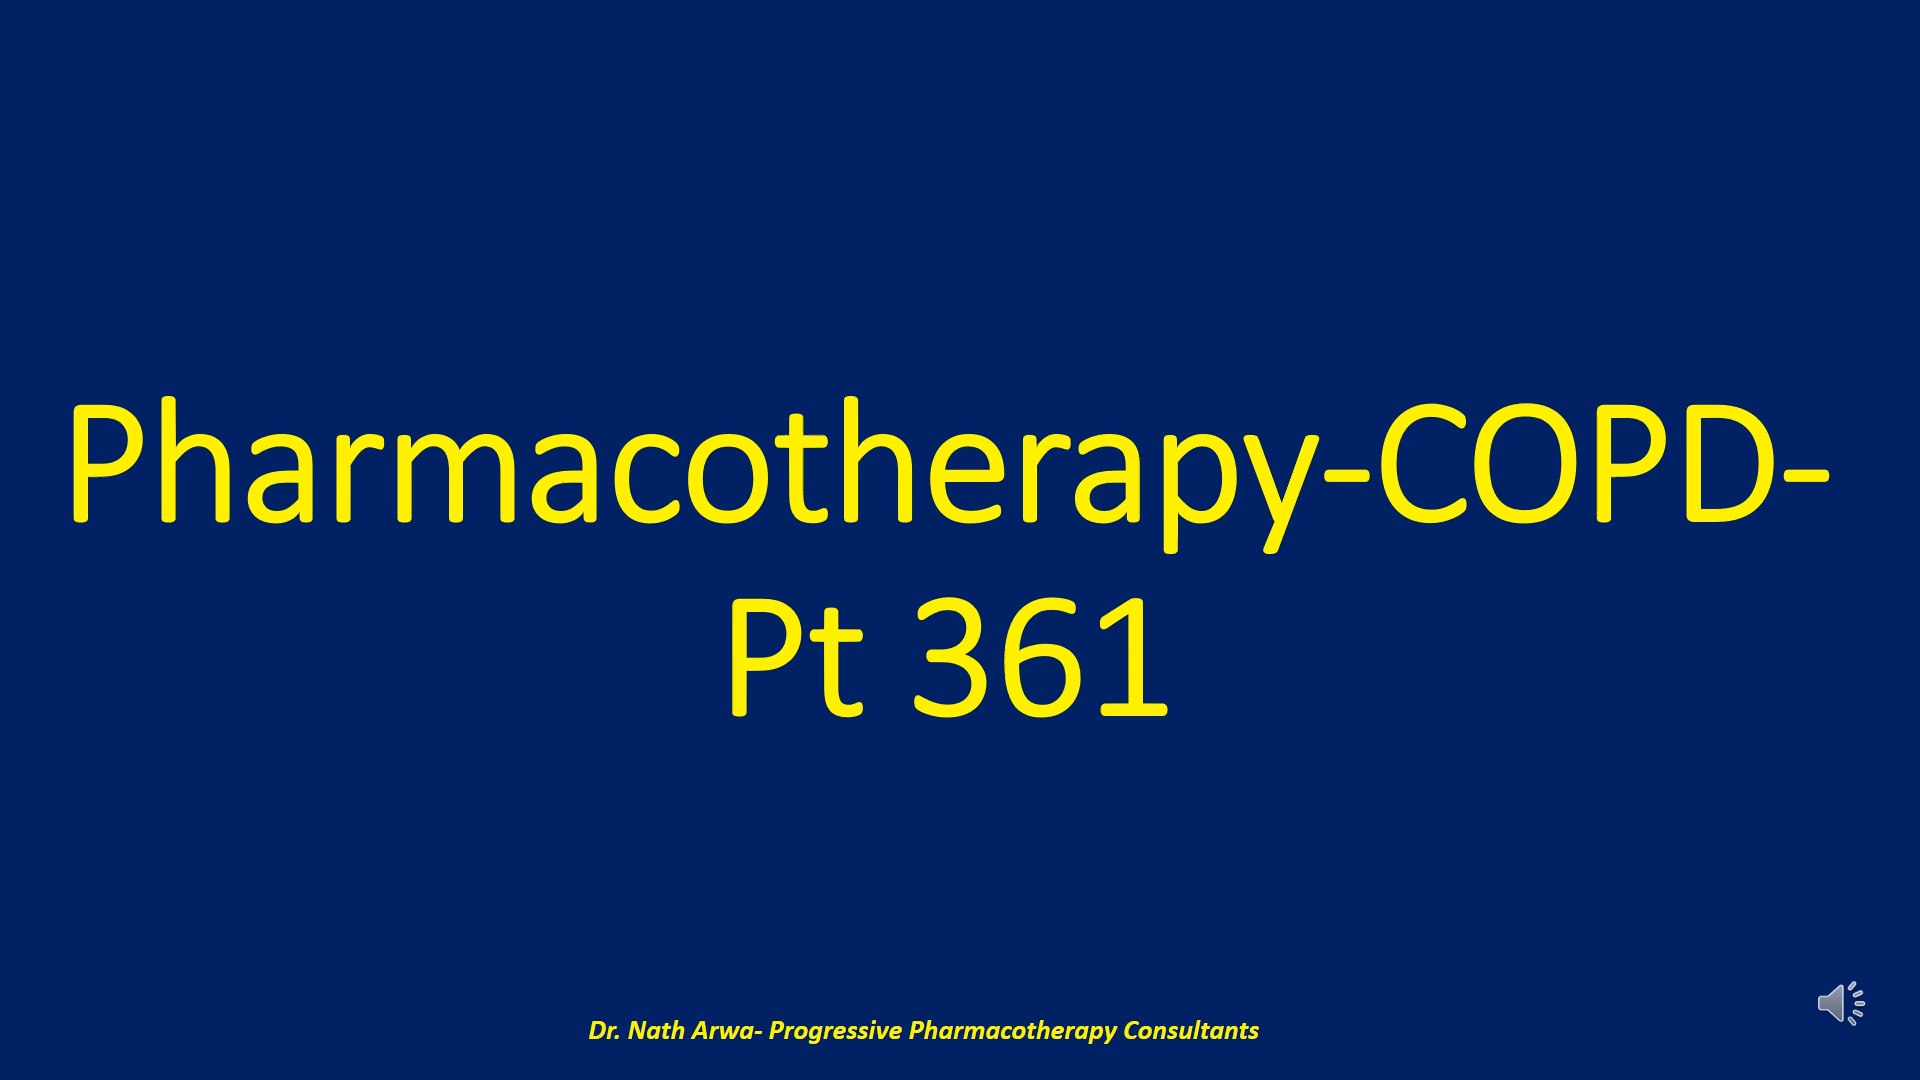 Pharmacotherapy-COPD-
Pt 361
Dr. Nath Arwa- Progressive Pharmacotherapy Consultants